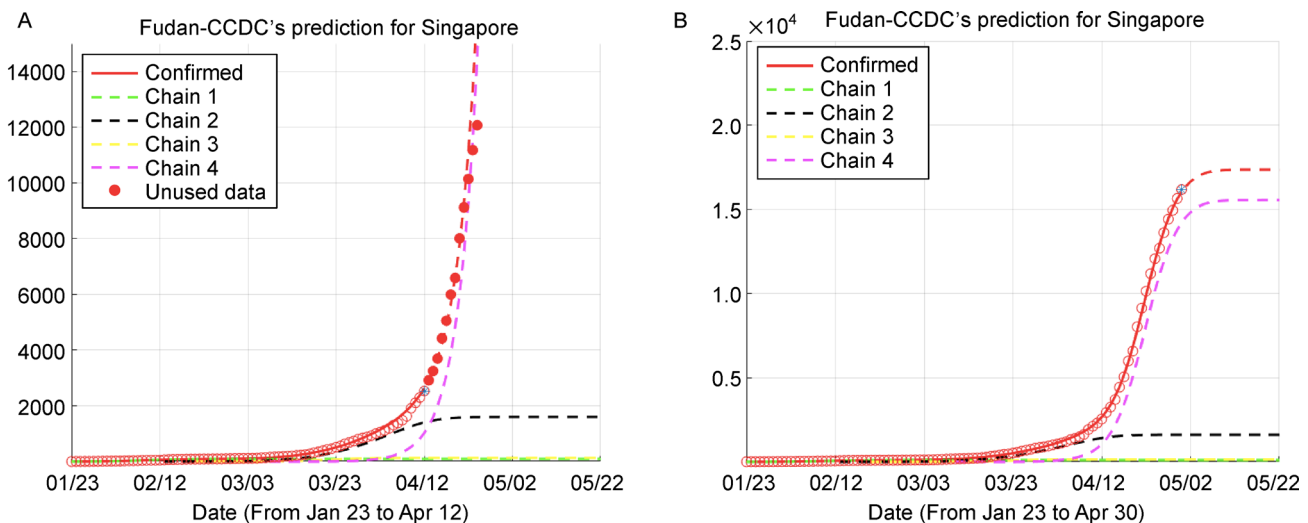 A
Fudan-CCDC's prediction for Singapore
14000
12000
10000
8000
6000
4000
2000
Confirmed
Chain 1
Chain 2
Chain 3
Chain 4
Unused data
01/23 02/12 03/03 03/23 04/12 05/02 05/22
Date (From Jan 23 to Apr 12)
B
Fudan-CCDC's prediction for Singapore
×10⁴
2.5
2.0
1.5
1.0
0.5
Confirmed
Chain 1
Chain 2
Chain 3
Chain 4
01/23 02/12 03/03 03/23 04/12 05/02 05/22
Date (From Jan 23 to Apr 30)